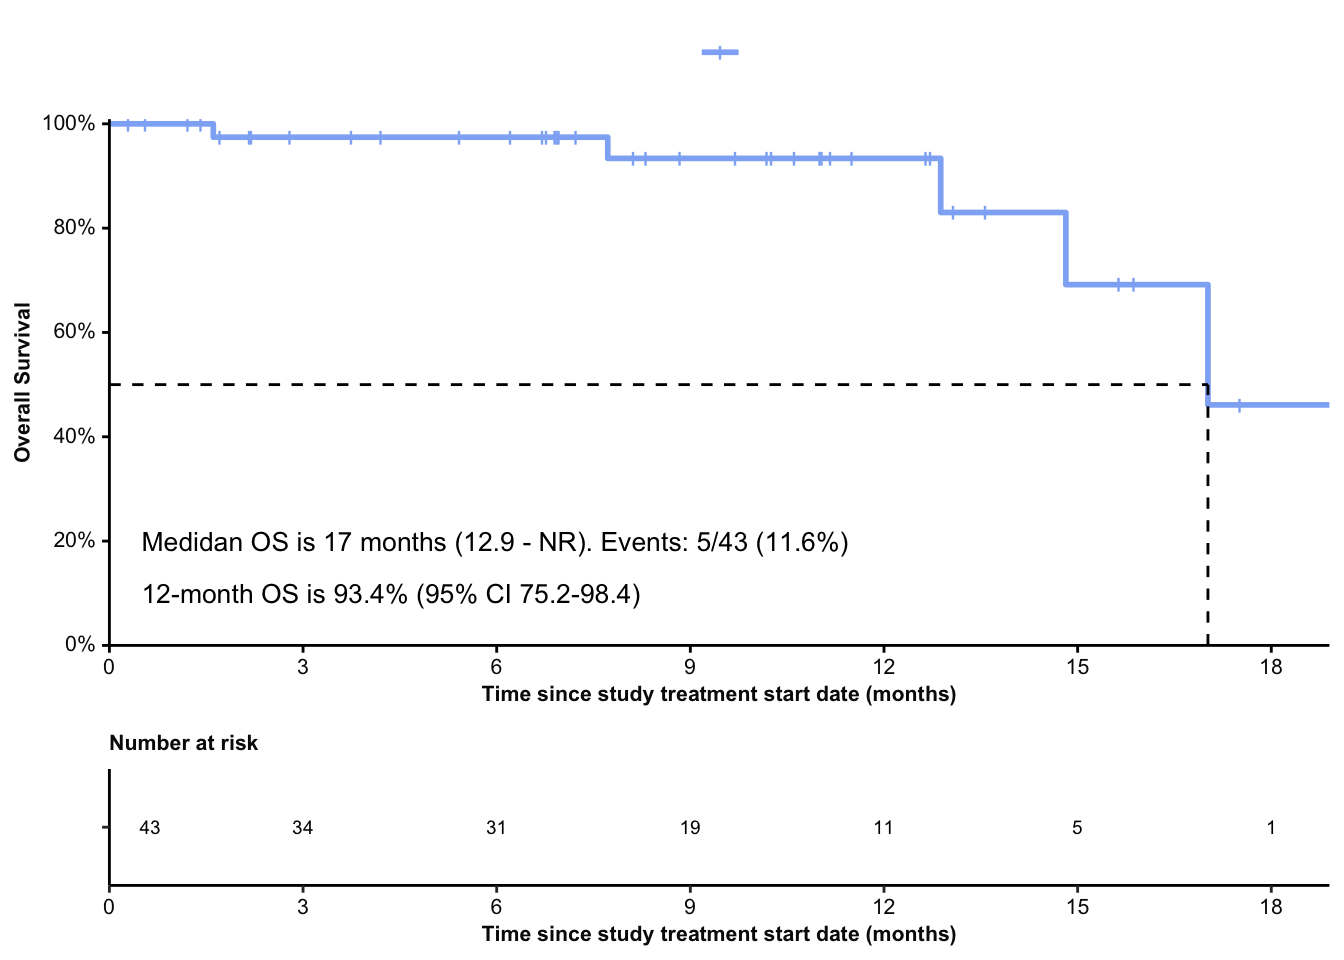 100%
80%
60%
40%
20%
0%
Overall Survival
Medidan OS is 17 months (12.9 - NR). Events: 5/43 (11.6%)
12-month OS is 93.4% (95% CI 75.2-98.4)
0 3 6 9 12 15 18
Time since study treatment start date (months)
Number at risk
43 34 31 19 11 5 1
0 3 6 9 12 15 18
Time since study treatment start date (months)